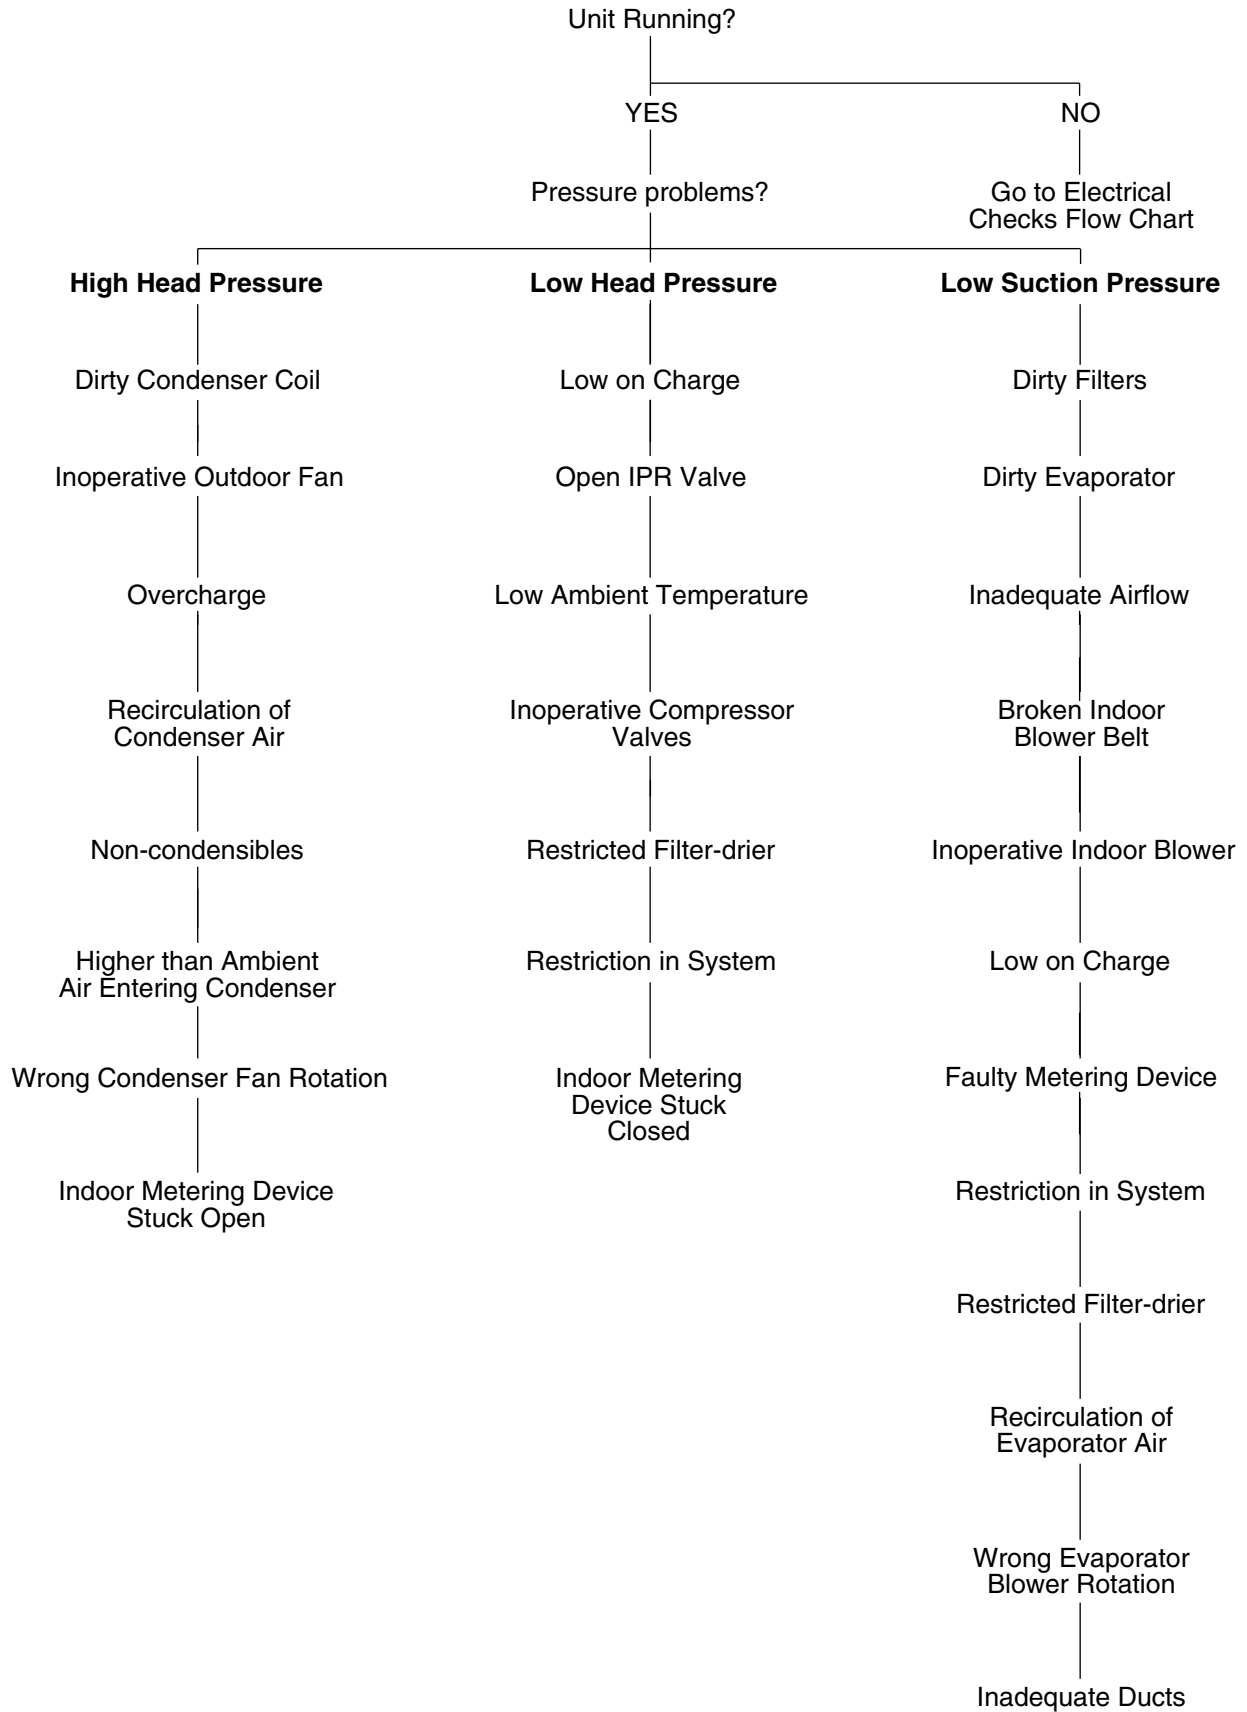 Unit Running?
YES
NO
Pressure problems?
Go to Electrical
Checks Flow Chart
High Head Pressure
Dirty Condenser Coil
Inoperative Outdoor Fan
Overcharge
Recirculation of
Condenser Air
Non-condensibles
Higher than Ambient
Air Entering Condenser
Wrong Condenser Fan Rotation
Indoor Metering Device
Stuck Open
Low Head Pressure
Low on Charge
Open IPR Valve
Low Ambient Temperature
Inoperative Compressor
Valves
Restricted Filter-drier
Restriction in System
Indoor Metering
Device Stuck
Closed
Low Suction Pressure
Dirty Filters
Dirty Evaporator
Inadequate Airflow
Broken Indoor
Blower Belt
Inoperative Indoor Blower
Low on Charge
Faulty Metering Device
Restriction in System
Restricted Filter-drier
Recirculation of
Evaporator Air
Wrong Evaporator
Blower Rotation
Inadequate Ducts